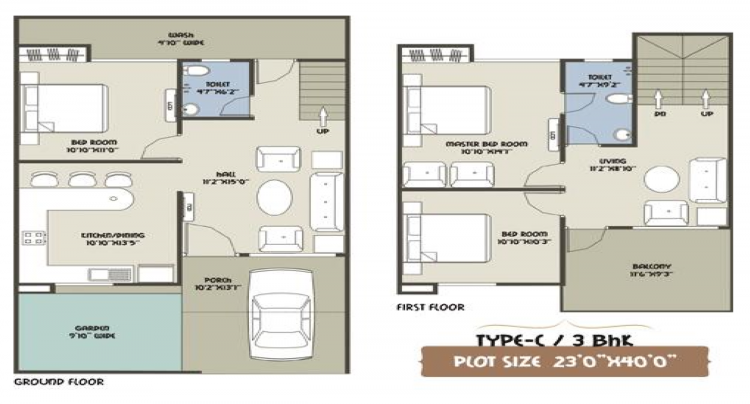 WASH
4'10" WIDE
TOILET
4'7"X6'2"
BED ROOM
10'10"X11'0"
LCD
UP
HALL
11'2"X15'0"
KITCHEN/DINING
10'10"X13'5"
LCD
PORCH
10'2"X13'1"
GARDEN
9'10" WIDE
GROUND FLOOR
TOILET
4'7"X9'2"
MASTER BED ROOM
10'10"X14'1"
LCD
DN
UP
LIVING
11'2"X8'10"
BED ROOM
10'10"X10'3"
BALCONY
11'6"X9'3"
FIRST FLOOR
TYPE-C / 3 BHK
PLOT SIZE 23'0"X40'0"